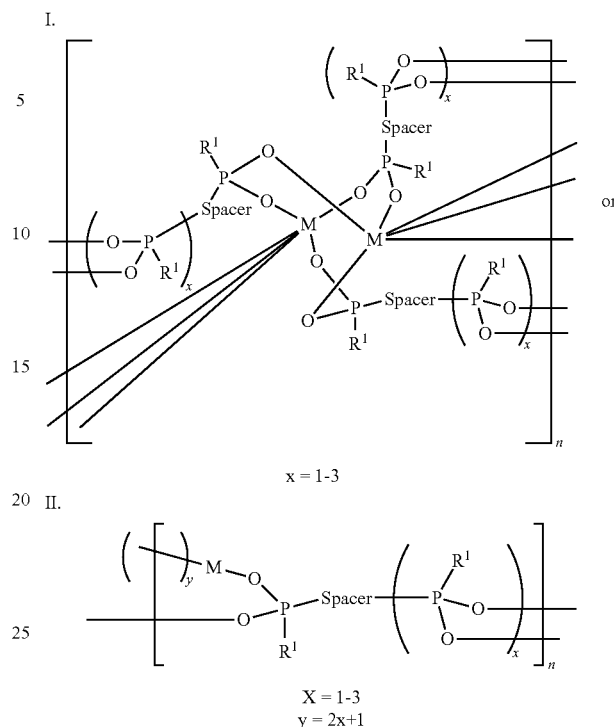 I.
5
( R¹ P O O )x
Spacer
R¹ P O O
P R¹ O O
Spacer
M
M
or
10
( O O P R¹ )x
O
O P Spacer ( P R¹ O O )x
R¹
15
n
x = 1-3
20 II.
( )y M O
O P Spacer ( P R¹ O O )x
R¹
25
n
X = 1-3
y = 2x+1